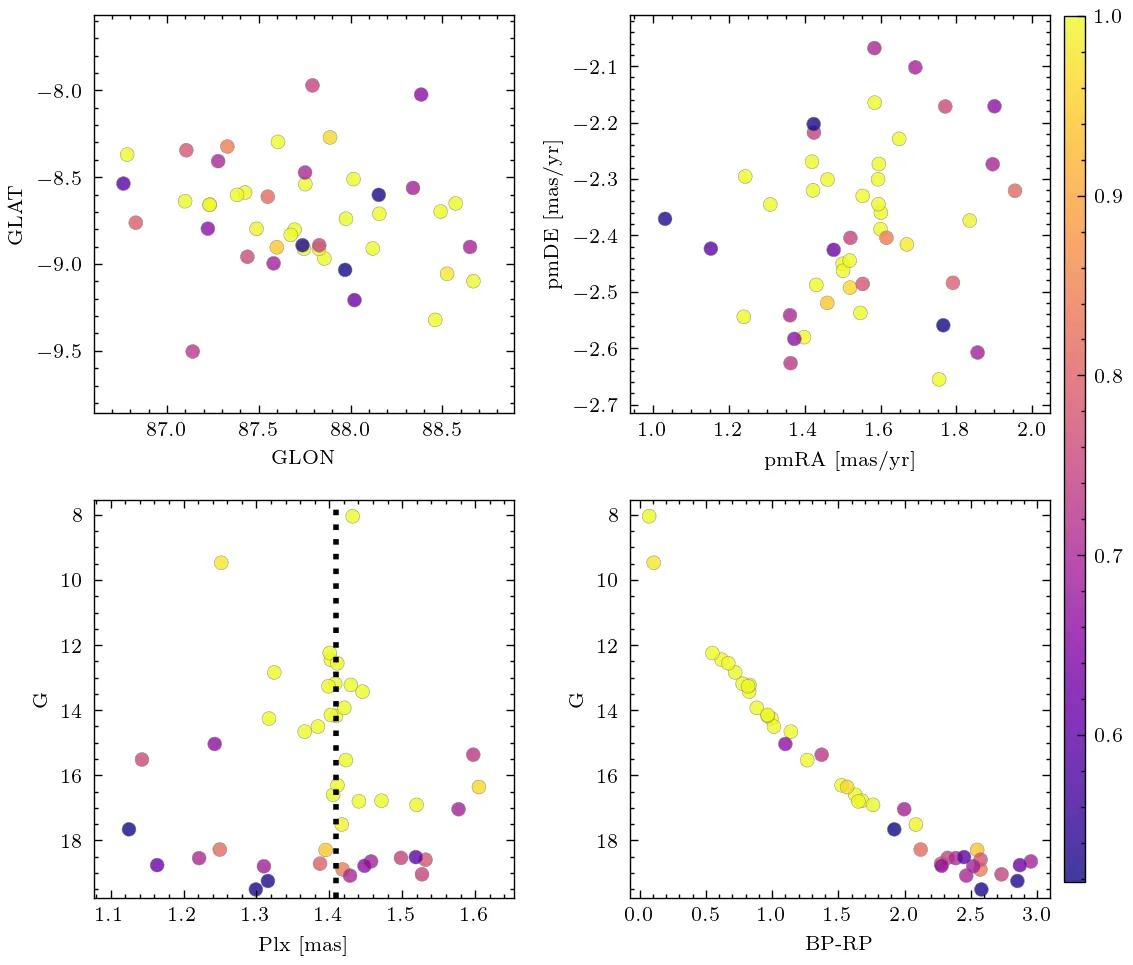 GLAT
−8.0
−8.5
−9.0
−9.5
87.0 87.5 88.0 88.5
GLON
pmDE [mas/yr]
−2.1
−2.2
−2.3
−2.4
−2.5
−2.6
−2.7
1.0 1.2 1.4 1.6 1.8 2.0
pmRA [mas/yr]
1.0
0.9
0.8
0.7
0.6
G
8
10
12
14
16
18
1.1 1.2 1.3 1.4 1.5 1.6
Plx [mas]
G
8
10
12
14
16
18
0.0 0.5 1.0 1.5 2.0 2.5 3.0
BP-RP